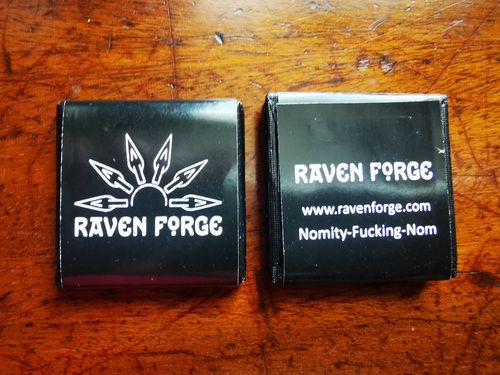 RAVEN FORGE
RAVEN FORGE
www.ravenforge.com
Nomity-Fucking-Nom